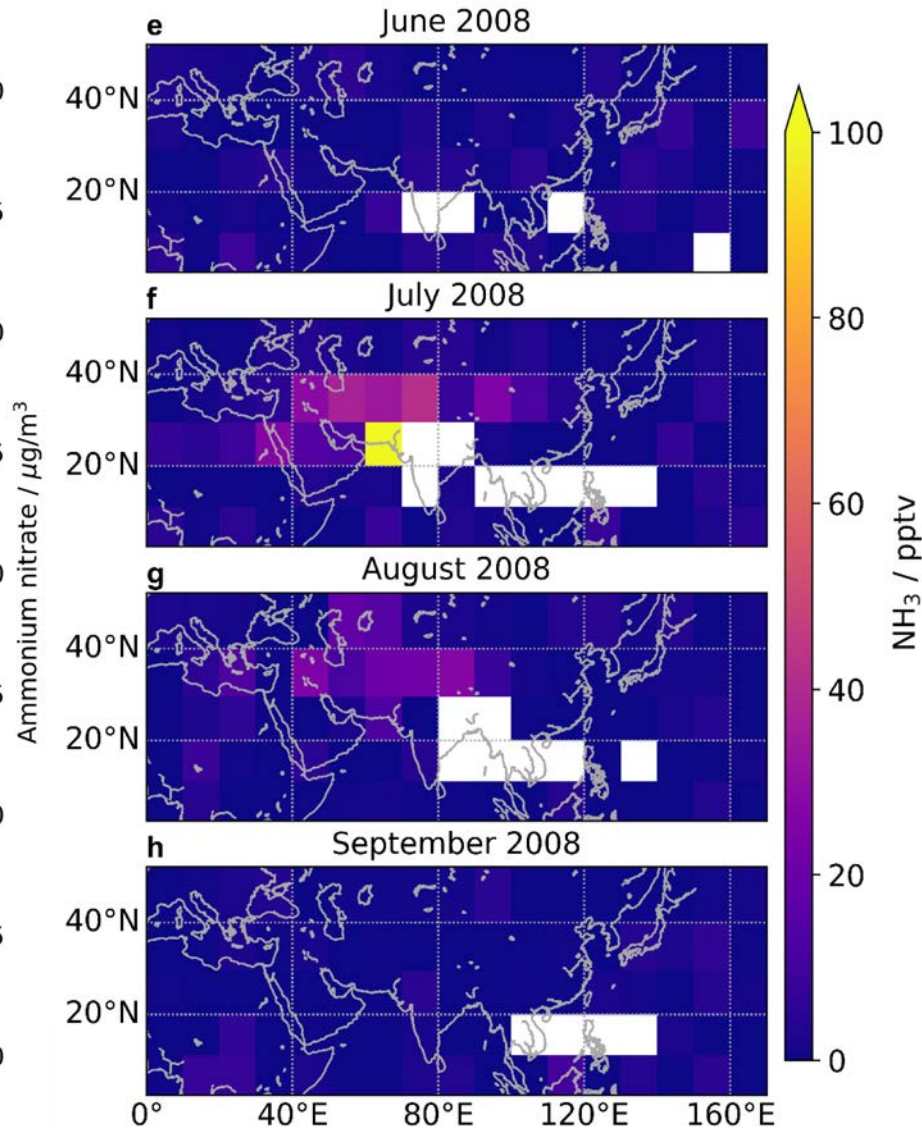 e
June 2008
40°N
20°N
f
July 2008
40°N
20°N
g
August 2008
40°N
20°N
h
September 2008
40°N
20°N
0°
40°E
80°E
120°E
160°E
Ammonium nitrate / μg/m³
100
80
60
40
20
0
NH₃ / pptv